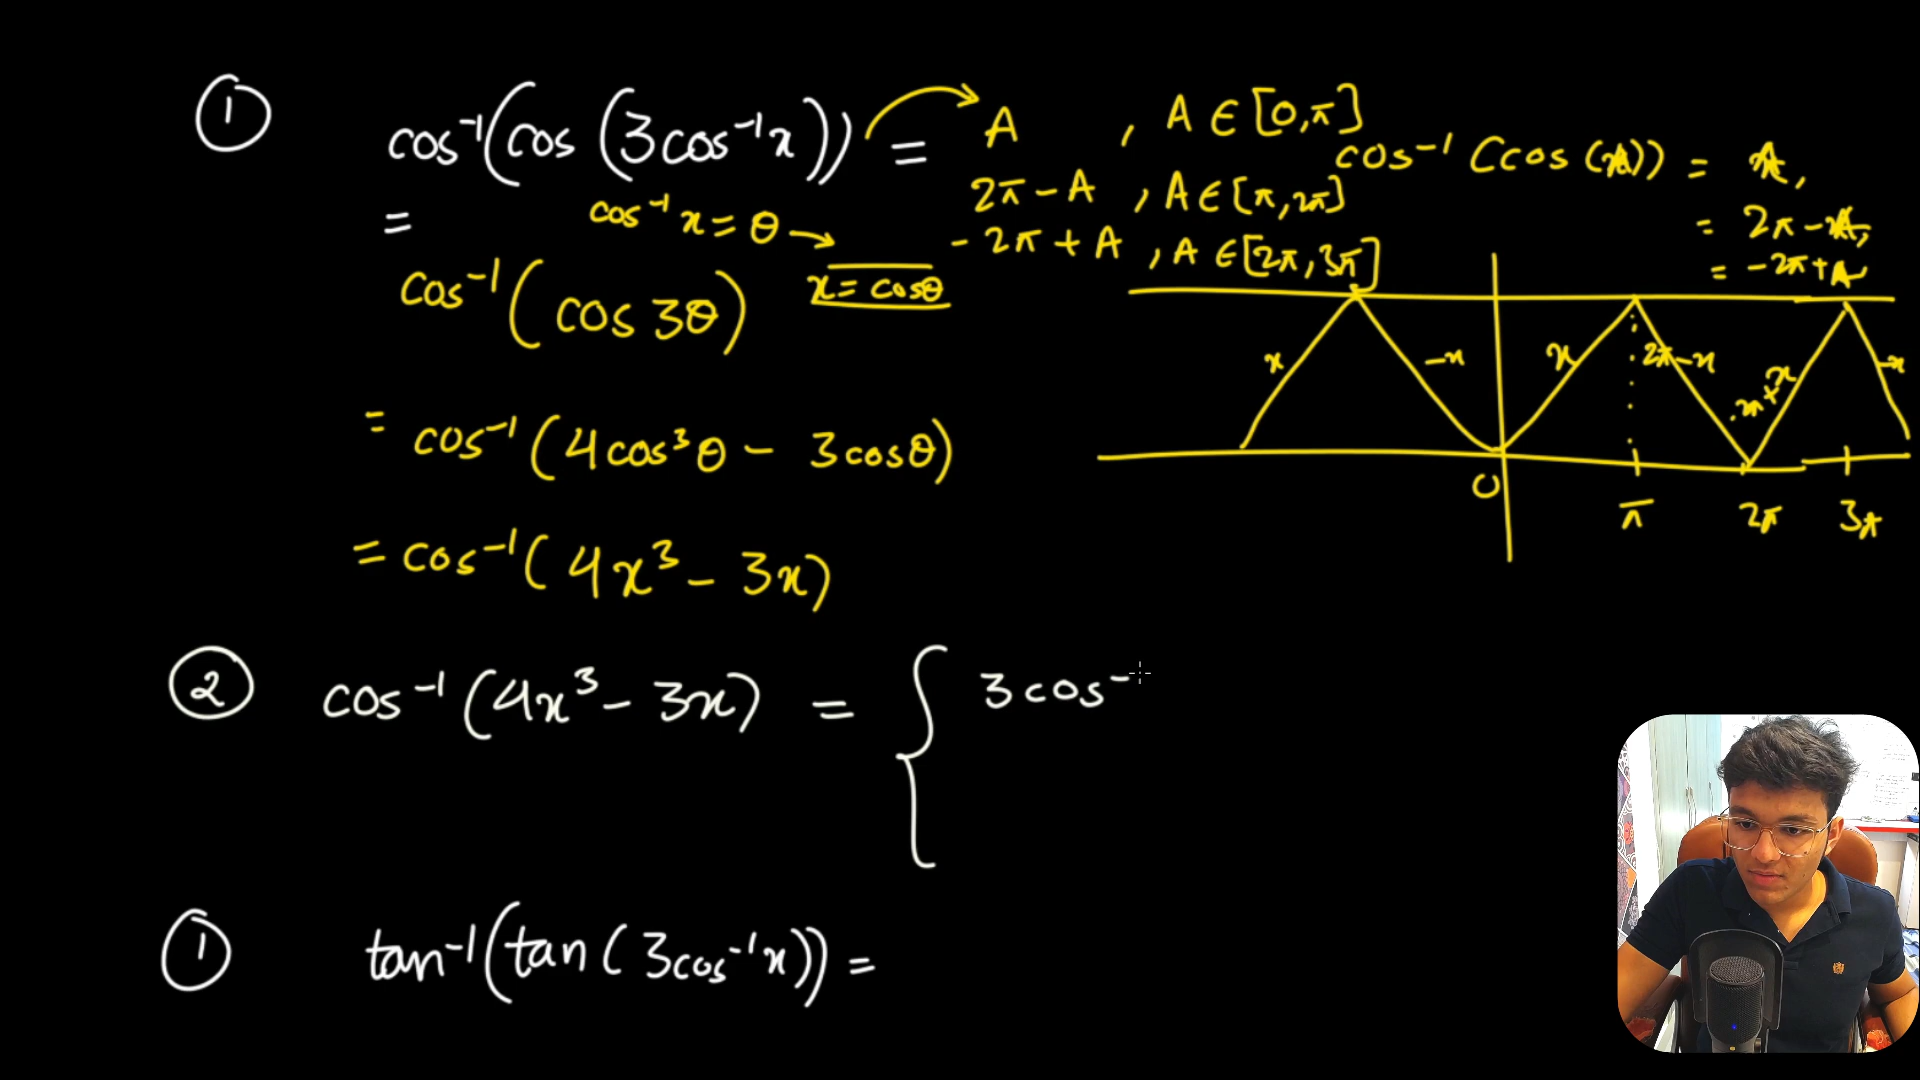 ① cos⁻¹(cos (3cos⁻¹x)) = A , A ∈ [0,π]
cos⁻¹ (cos (A)) = A,
= 2π - A,
= -2π + A
2π - A , A ∈ [π, 2π]
-2π + A , A ∈ [2π, 3π]
= cos⁻¹ x = θ → x = cosθ
cos⁻¹ ( cos 3θ )
= cos⁻¹ (4cos³θ - 3cosθ)
= cos⁻¹ ( 4x³ - 3x)
x -x x 2π-x -2π+x -x
0 π 2π 3π
② cos⁻¹ (4x³ - 3x) = { 3cos⁻
① tan⁻¹(tan ( 3cos⁻¹x)) =